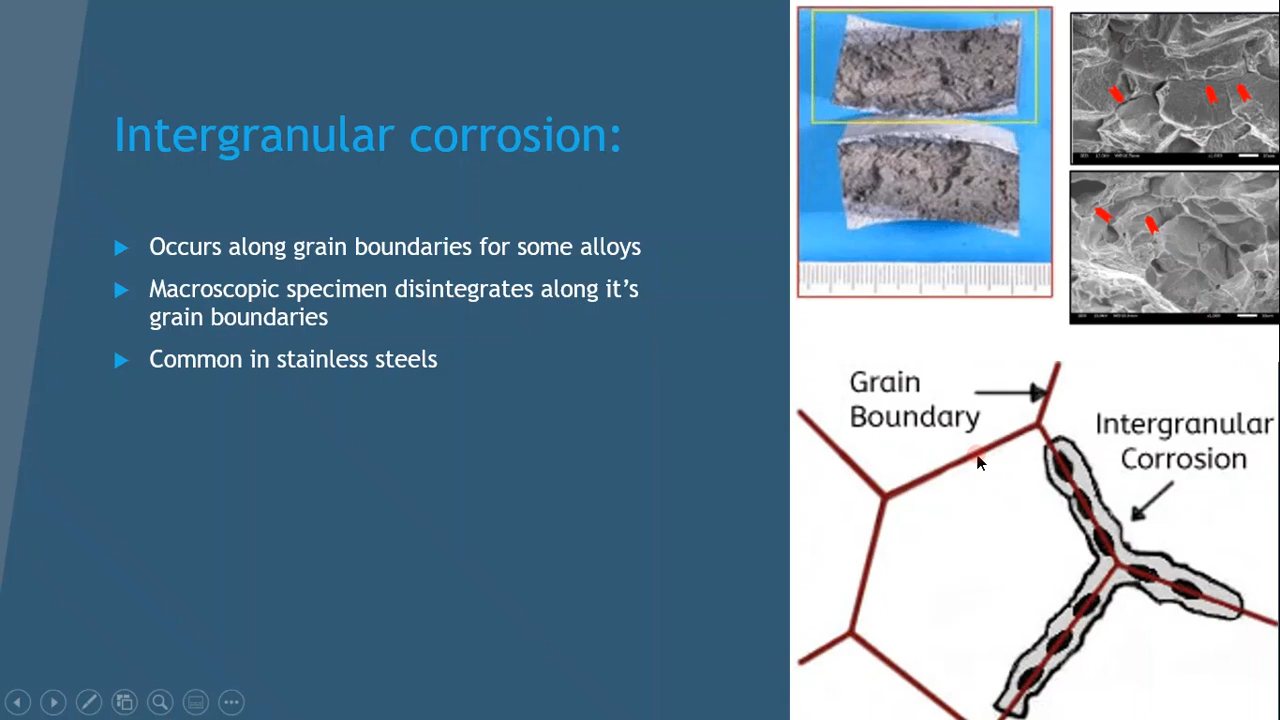 Intergranular corrosion:
Occurs along grain boundaries for some alloys
Macroscopic specimen disintegrates along it's
grain boundaries
Common in stainless steels
Grain
Boundary
Intergranular
Corrosion